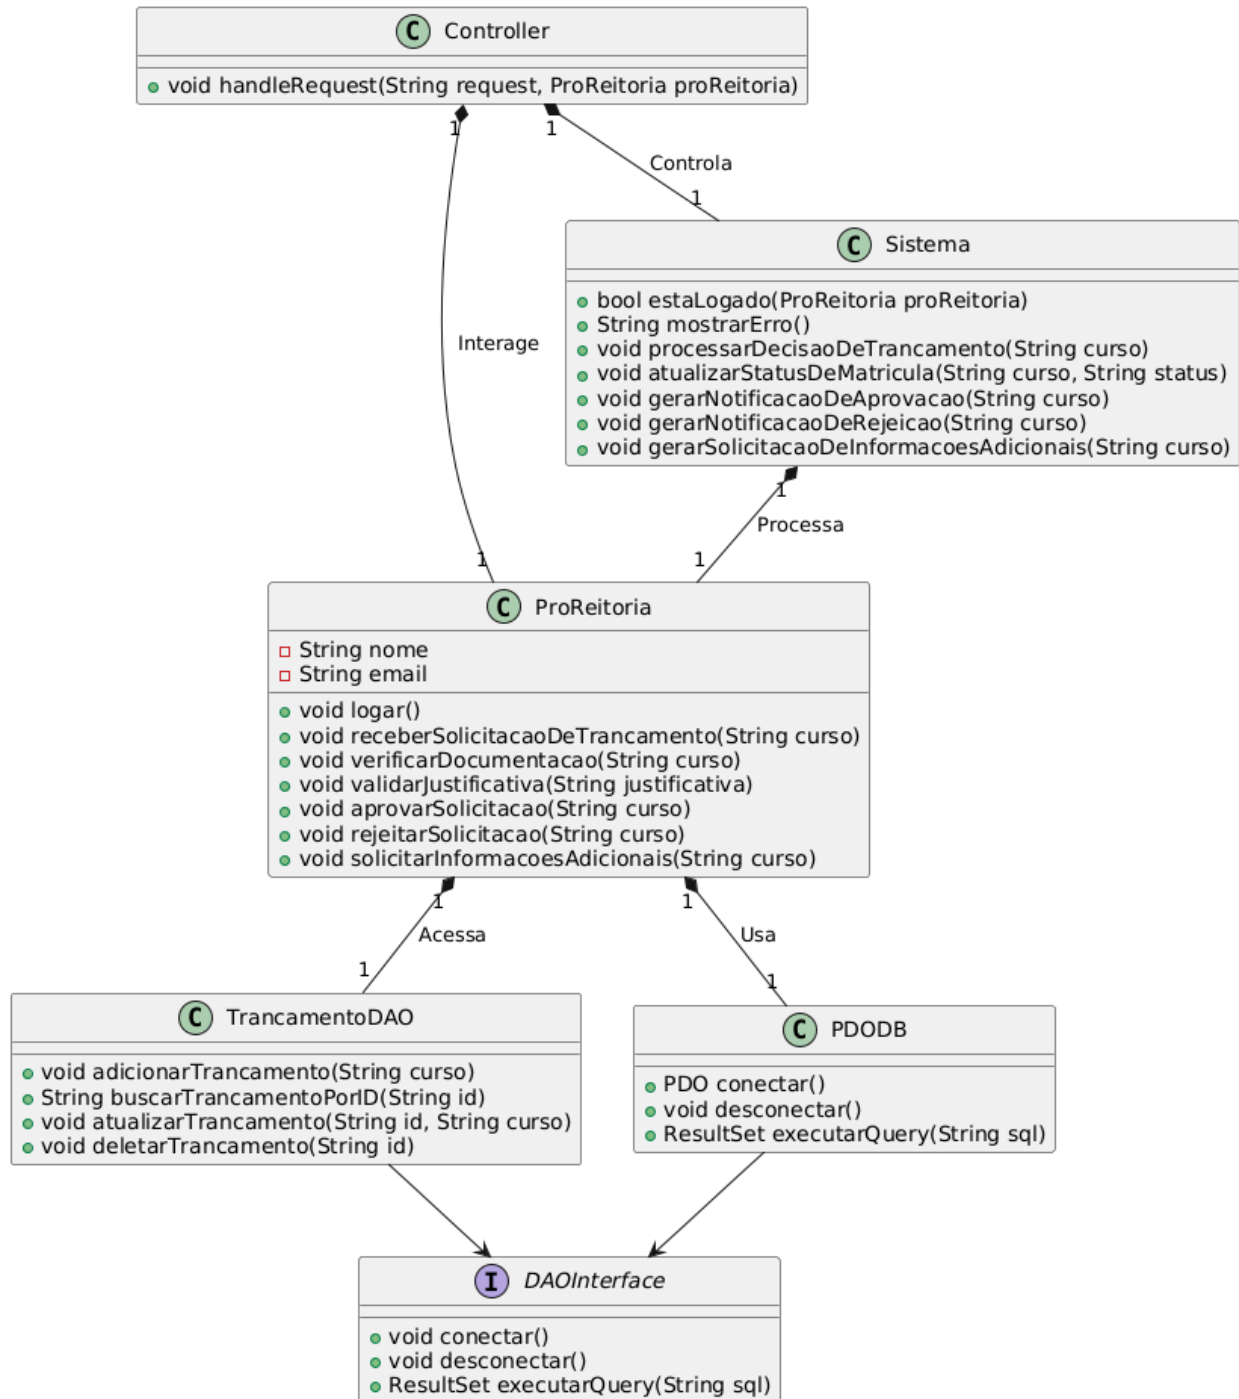 C Controller
void handleRequest(String request, ProReitoria proReitoria)
1
1
Controla
1
C Sistema
bool estaLogado(ProReitoria proReitoria)
String mostrarErro()
void processarDecisaoDeTrancamento(String curso)
void atualizarStatusDeMatricula(String curso, String status)
void gerarNotificacaoDeAprovacao(String curso)
void gerarNotificacaoDeRejeicao(String curso)
void gerarSolicitacaoDeInformacoesAdicionais(String curso)
Interage
1
Processa
1
1
C ProReitoria
String nome
String email
void logar()
void receberSolicitacaoDeTrancamento(String curso)
void verificarDocumentacao(String curso)
void validarJustificativa(String justificativa)
void aprovarSolicitacao(String curso)
void rejeitarSolicitacao(String curso)
void solicitarInformacoesAdicionais(String curso)
1
1
Acessa
Usa
1
1
C TrancamentoDAO
void adicionarTrancamento(String curso)
String buscarTrancamentoPorID(String id)
void atualizarTrancamento(String id, String curso)
void deletarTrancamento(String id)
C PDODB
PDO conectar()
void desconectar()
ResultSet executarQuery(String sql)
I DAOInterface
void conectar()
void desconectar()
ResultSet executarQuery(String sql)